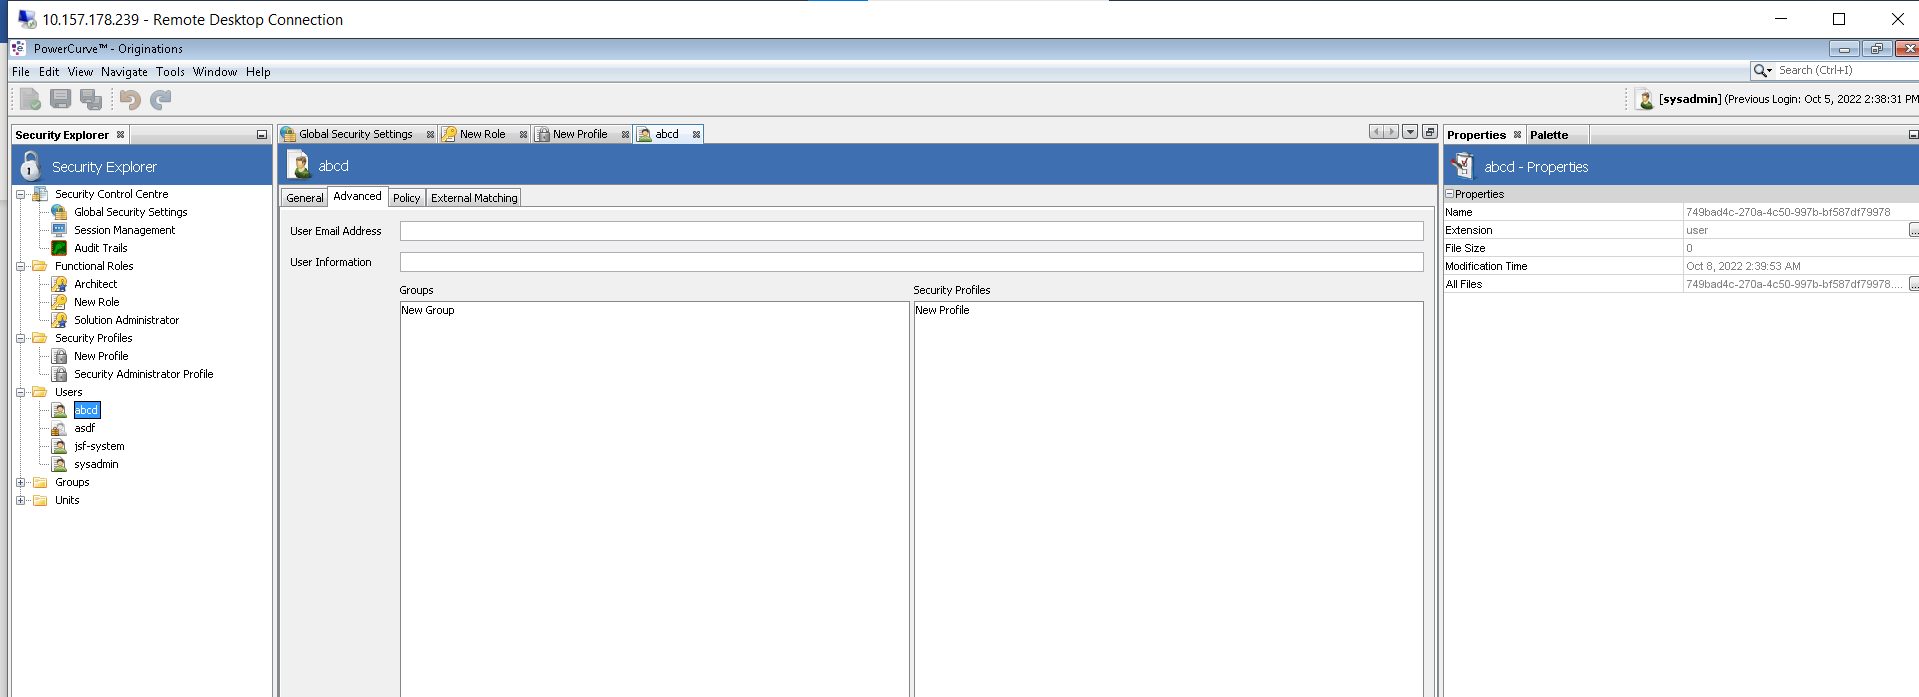 10.157.178.239 - Remote Desktop Connection
PowerCurve™ - Originations
File Edit View Navigate Tools Window Help
Search (Ctrl+I)
[sysadmin] (Previous Login: Oct 5, 2022 2:38:31 PM
Security Explorer
Security Explorer
Security Control Centre
Global Security Settings
Session Management
Audit Trails
Functional Roles
Architect
New Role
Solution Administrator
Security Profiles
New Profile
Security Administrator Profile
Users
abcd
asdf
jsf-system
sysadmin
Groups
Units
Global Security Settings New Role New Profile abcd
abcd
General Advanced Policy External Matching
User Email Address
User Information
Groups
New Group
Security Profiles
New Profile
Properties Palette
abcd - Properties
Properties
Name 749bad4c-270a-4c50-997b-bf587df79978
Extension user ...
File Size 0
Modification Time Oct 8, 2022 2:39:53 AM
All Files 749bad4c-270a-4c50-997b-bf587df79978.... ...